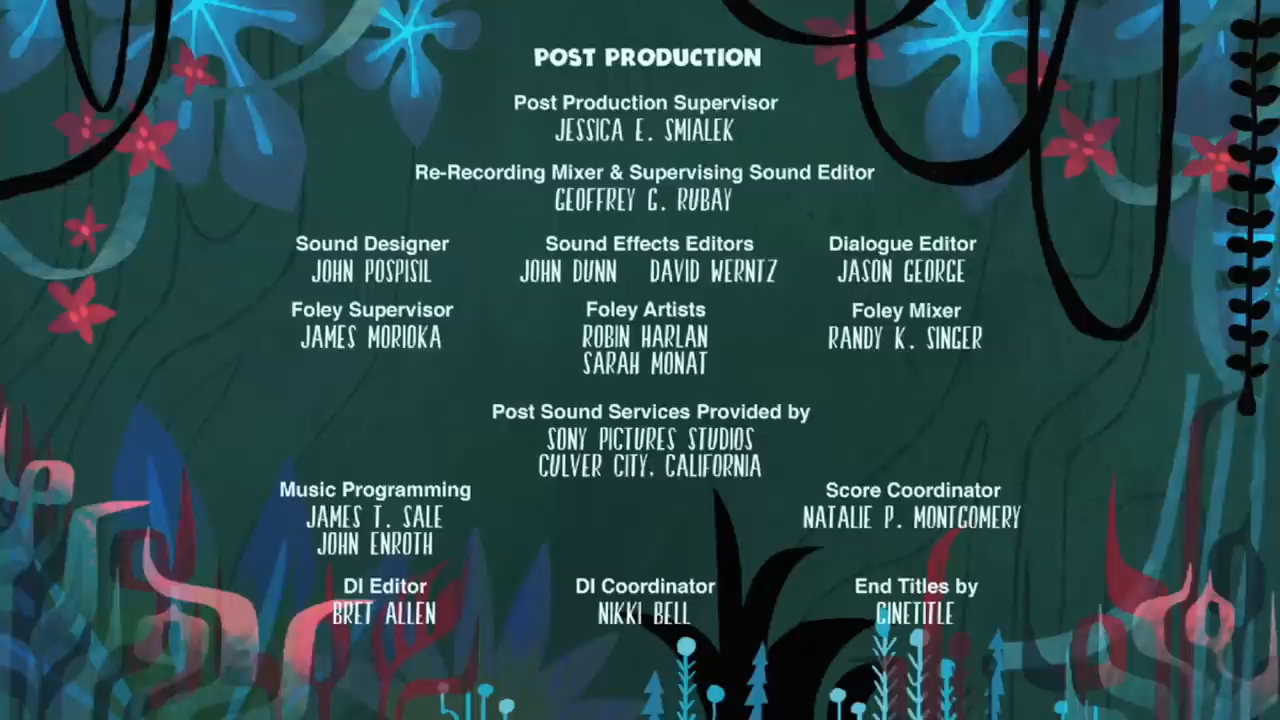 POST PRODUCTION
Post Production Supervisor
JESSICA E. SMIALEK
Re-Recording Mixer & Supervising Sound Editor
GEOFFREY G. RUBAY
Sound Designer
JOHN POSPISIL
Sound Effects Editors
JOHN DUNN DAVID WERNTZ
Dialogue Editor
JASON GEORGE
Foley Supervisor
JAMES MORIOKA
Foley Artists
ROBIN HARLAN
SARAH MONAT
Foley Mixer
RANDY K. SINGER
Post Sound Services Provided by
SONY PICTURES STUDIOS
CULVER CITY, CALIFORNIA
Music Programming
JAMES T. SALE
JOHN ENROTH
Score Coordinator
NATALIE P. MONTGOMERY
DI Editor
BRET ALLEN
DI Coordinator
NIKKI BELL
End Titles by
CINETITLE